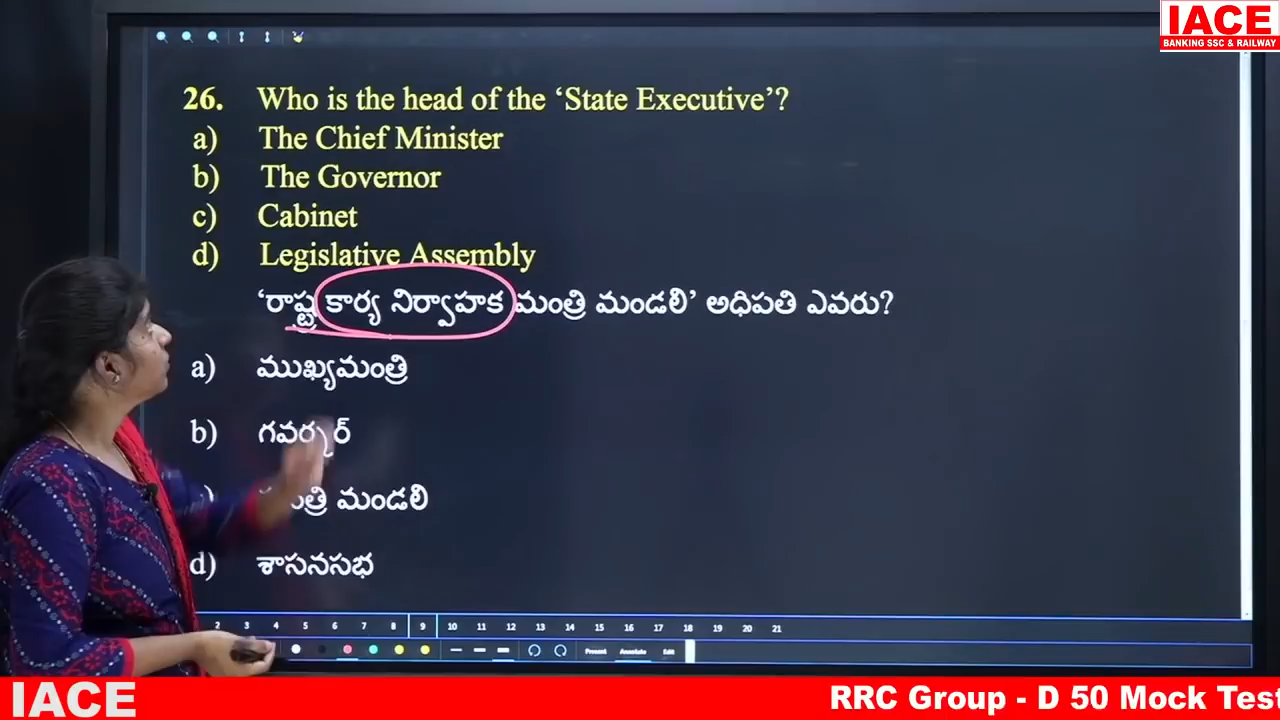 IACE
BANKING SSC & RAILWAY
26. Who is the head of the ‘State Executive’?
a) The Chief Minister
b) The Governor
c) Cabinet
d) Legislative Assembly
‘రాష్ట్ర కార్య నిర్వాహక మంత్రి మండలి’ అధిపతి ఎవరు?
a) ముఖ్యమంత్రి
b) గవర్నర్
మండలి
d) శాసనసభ
2 3 4 5 6 7 8 9 10 11 12 13 14 15 16 17 18 19 20 21
Present Annotate Edit
IACE
RRC Group - D 50 Mock Test